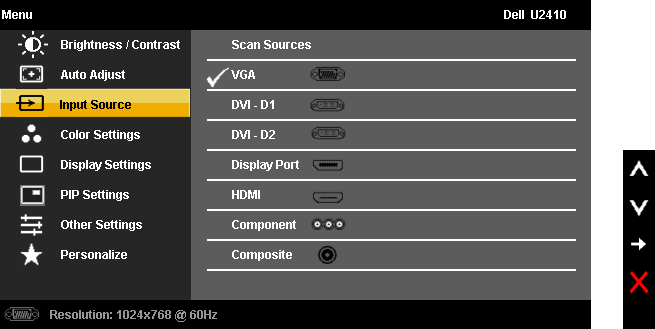 Menu Dell U2410
Brightness / Contrast Scan Sources
Auto Adjust VGA
Input Source DVI - D1
Color Settings DVI - D2
Display Settings Display Port
PIP Settings HDMI
Other Settings Component
Personalize Composite
Resolution: 1024x768 @ 60Hz